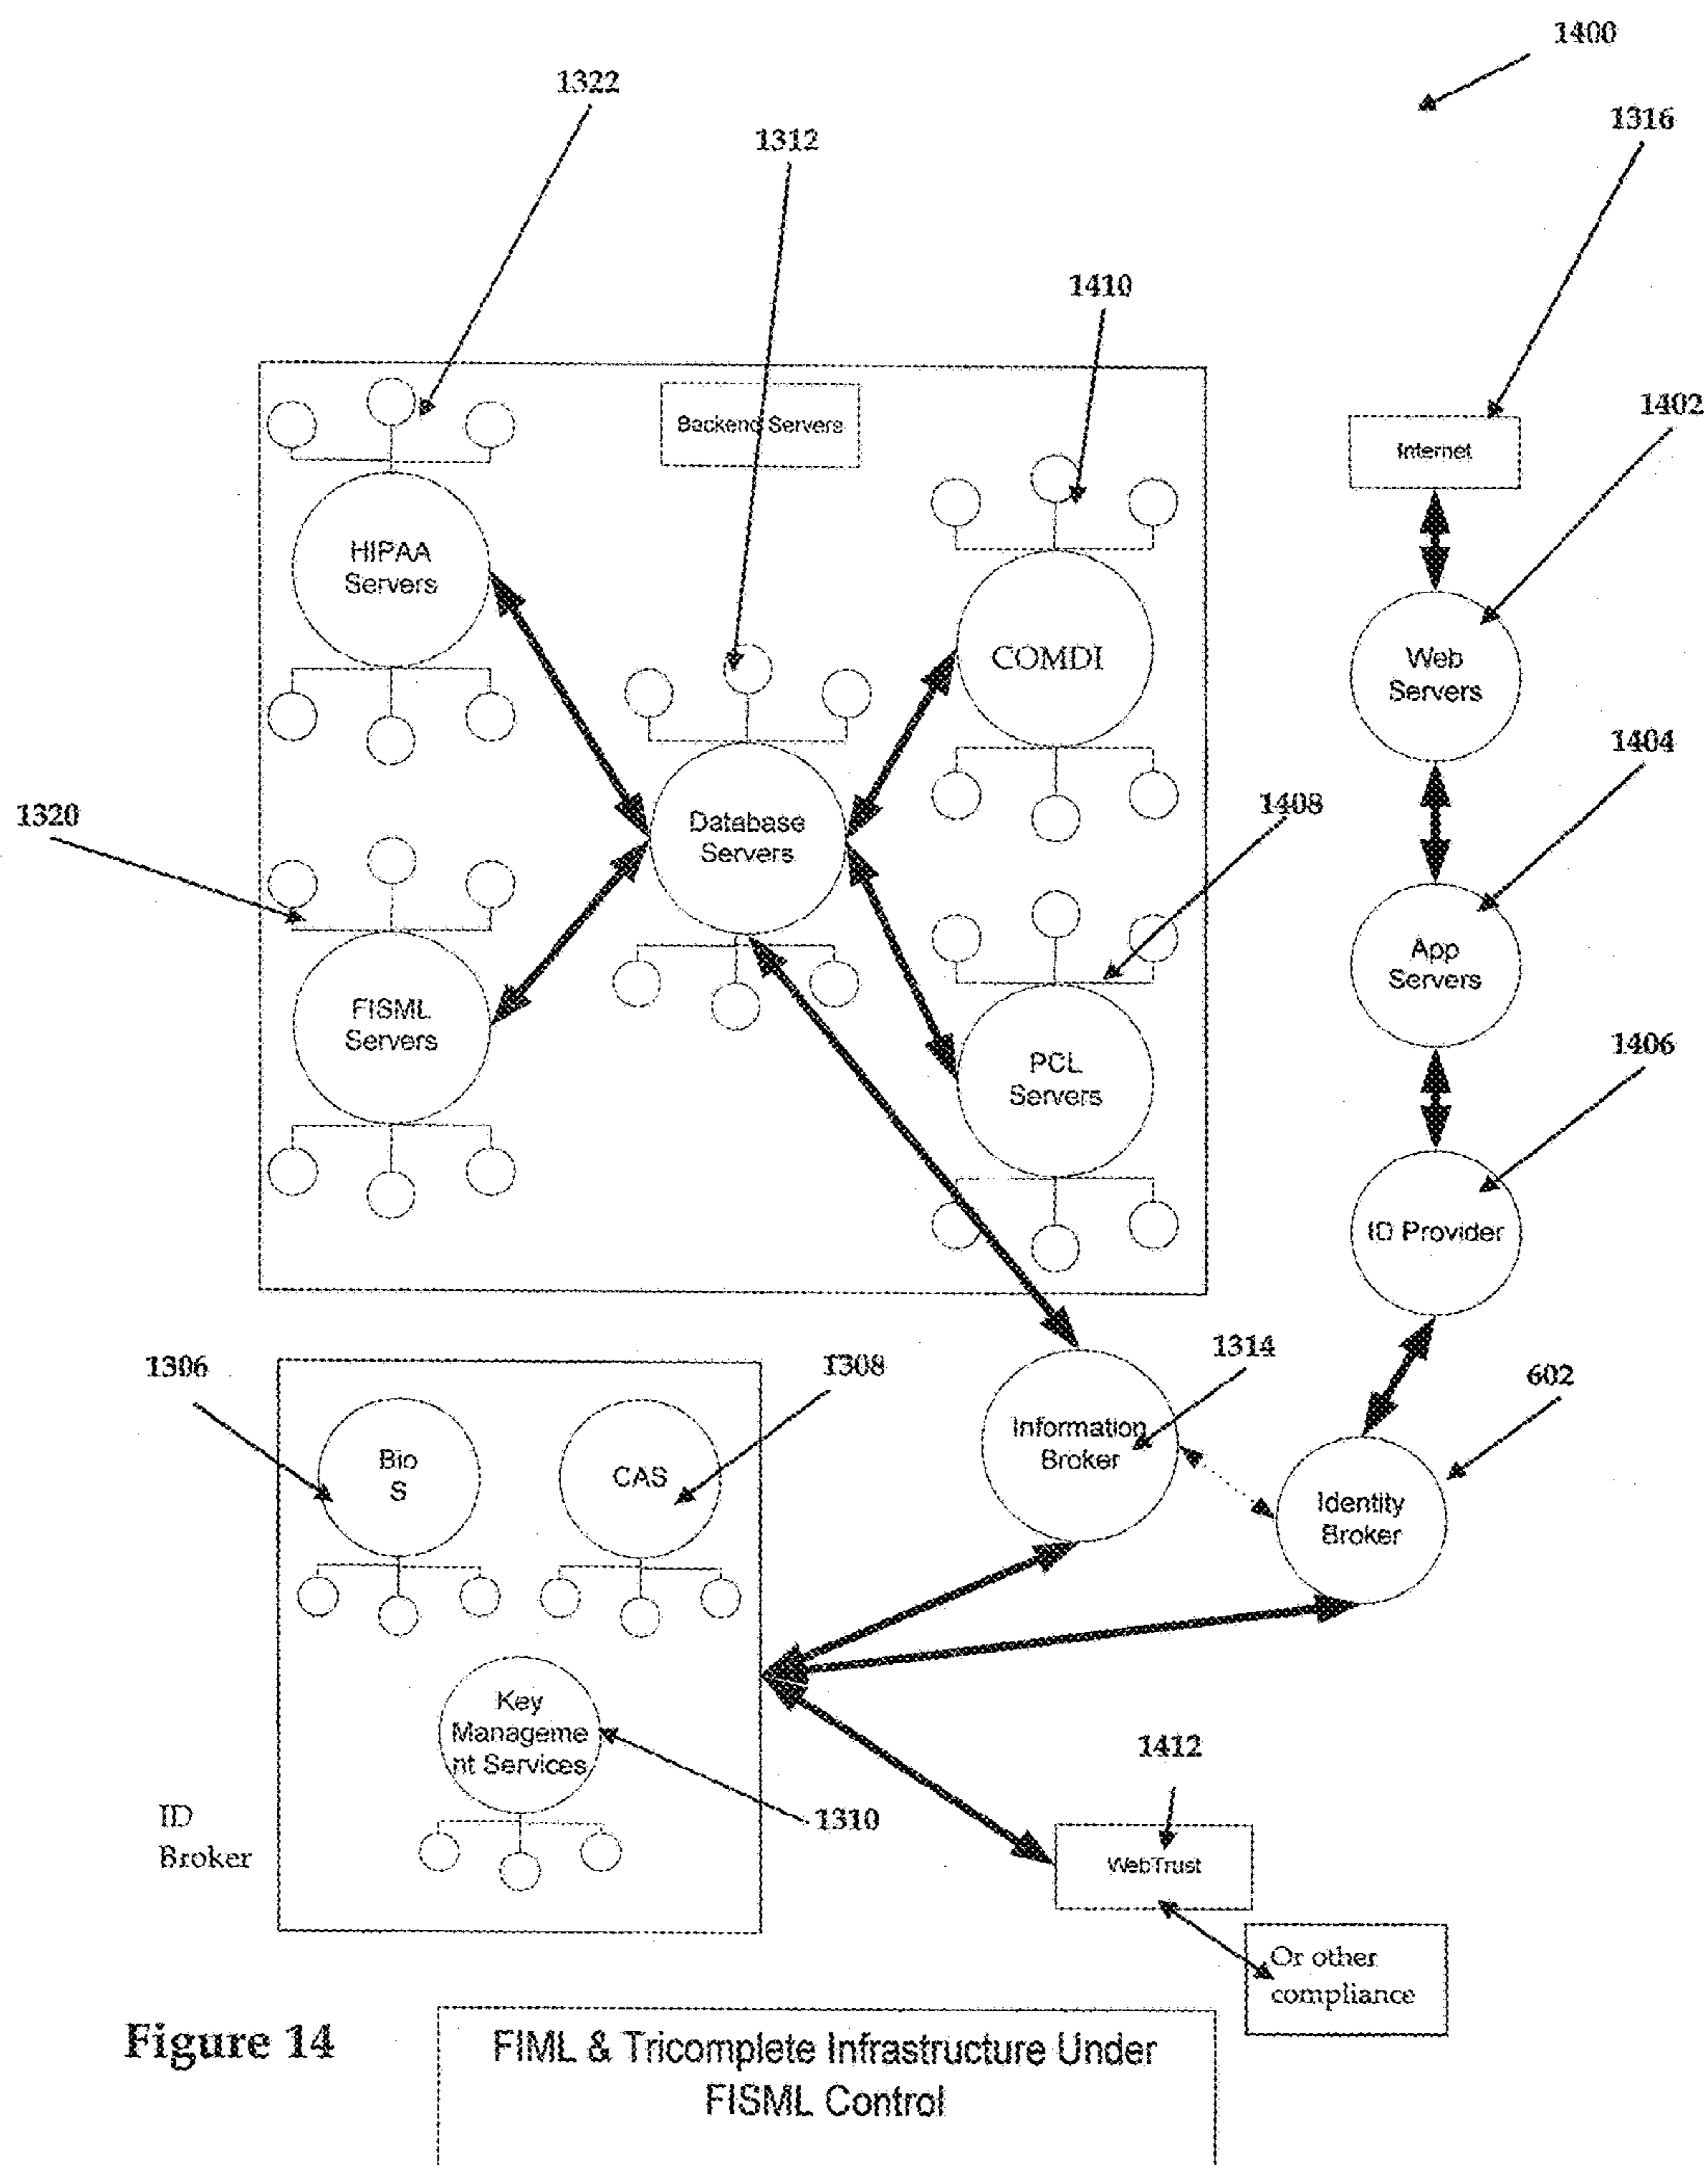 1400
1322
1316
1312
1410
1402
Backend Servers
Internet
HIPAA
Servers
COMDI
Web
Servers
1404
1320
Database
Servers
1408
App
Servers
FISML
Servers
PCL
Servers
1406
ID Provider
1306
1308
1314
602
Bio
S
CAS
Information
Broker
Identity
Broker
Key
Manageme
nt Services
1412
1310
ID
Broker
WebTrust
Or other
compliance
Figure 14
FIML & Tricomplete Infrastructure Under
FISML Control